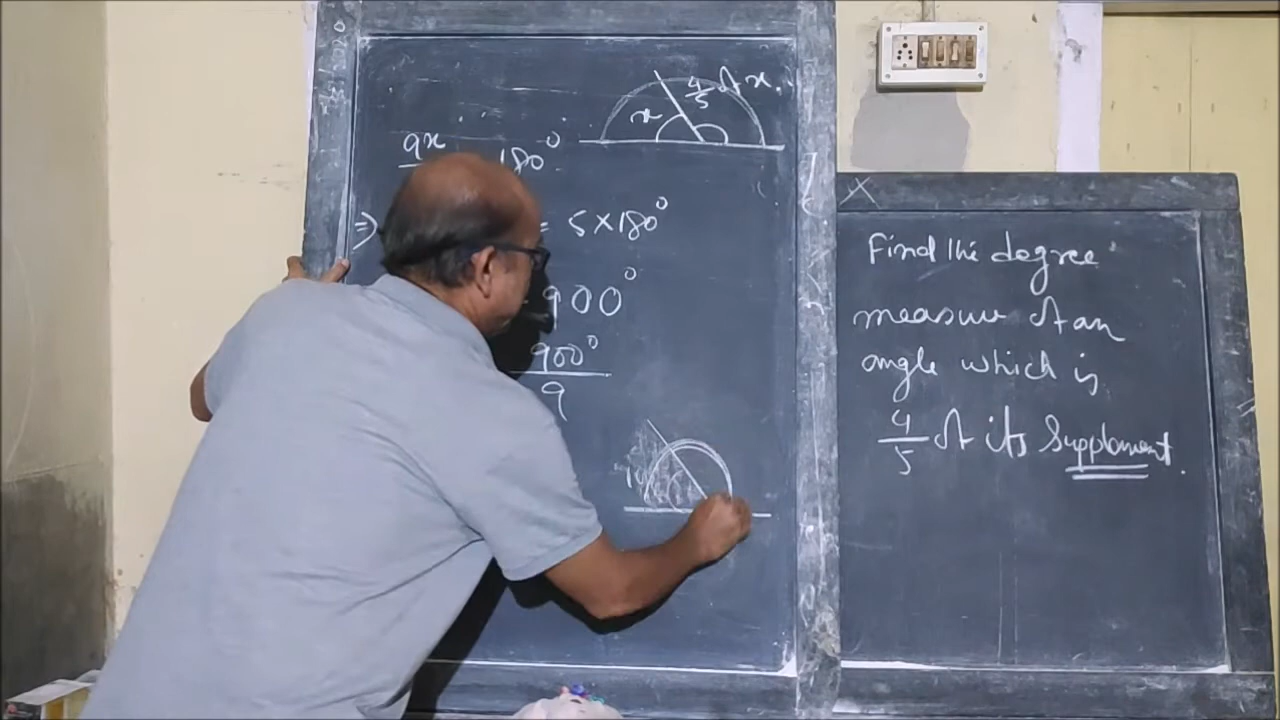 x
4/5 of x.
9x
180°
⇒ = 5 × 180°
900°
900°
9
X
Find the degree
measure of an
angle which is
4/5 of its Supplement.